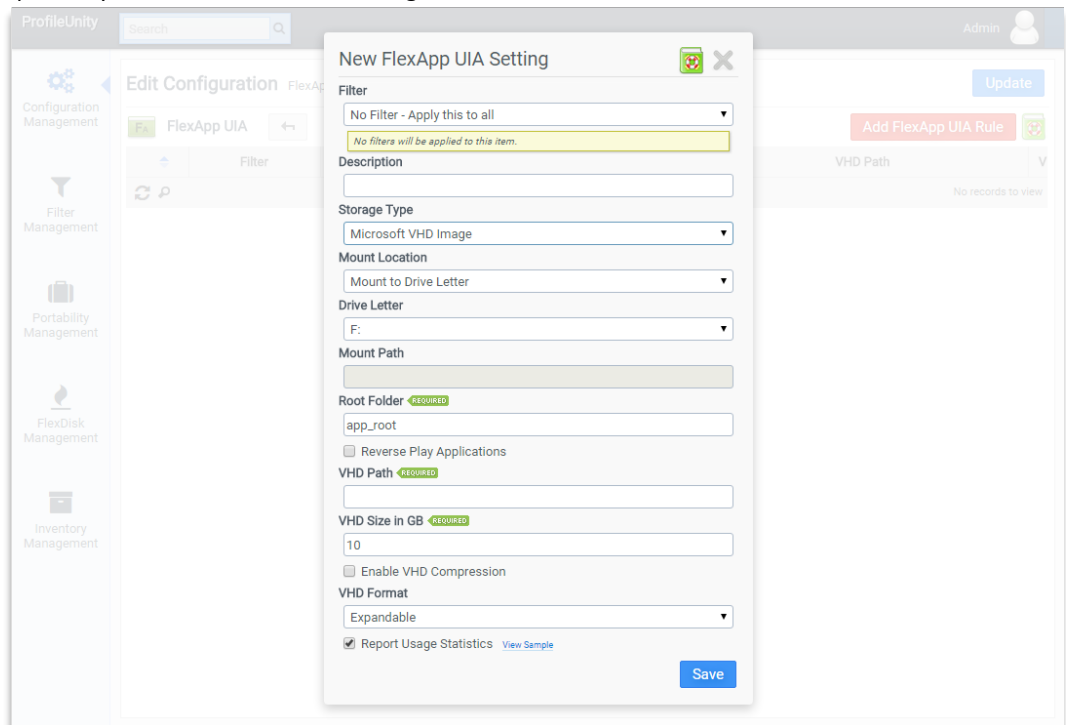 ProfileUnity
Search
Admin
Configuration
Management
Filter
Management
Portability
Management
FlexDisk
Management
Inventory
Management
Edit Configuration FlexAp
Update
FA FlexApp UIA
Add FlexApp UIA Rule
Filter
VHD Path
V
No records to view
New FlexApp UIA Setting
Filter
No Filter - Apply this to all
No filters will be applied to this item.
Description
Storage Type
Microsoft VHD Image
Mount Location
Mount to Drive Letter
Drive Letter
F:
Mount Path
Root Folder REQUIRED
app_root
Reverse Play Applications
VHD Path REQUIRED
VHD Size in GB REQUIRED
10
Enable VHD Compression
VHD Format
Expandable
Report Usage Statistics View Sample
Save